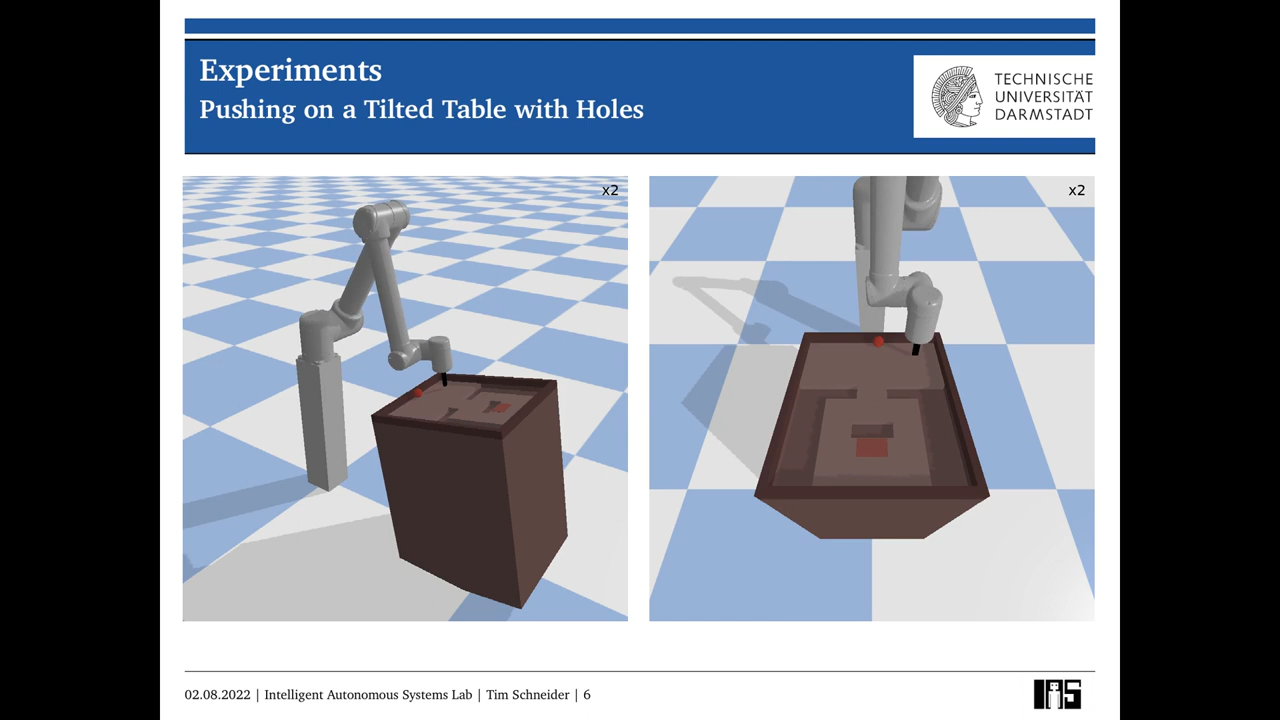 Experiments
Pushing on a Tilted Table with Holes
TECHNISCHE
UNIVERSITÄT
DARMSTADT
x2
x2
02.08.2022 | Intelligent Autonomous Systems Lab | Tim Schneider | 6
IAS